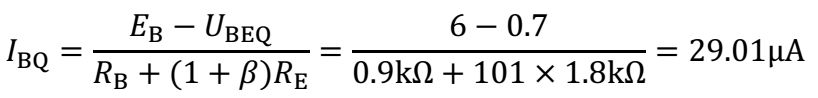 I_BQ = (E_B − U_BEQ) / (R_B + (1 + β)R_E) = (6 − 0.7) / (0.9kΩ + 101 × 1.8kΩ) = 29.01μA